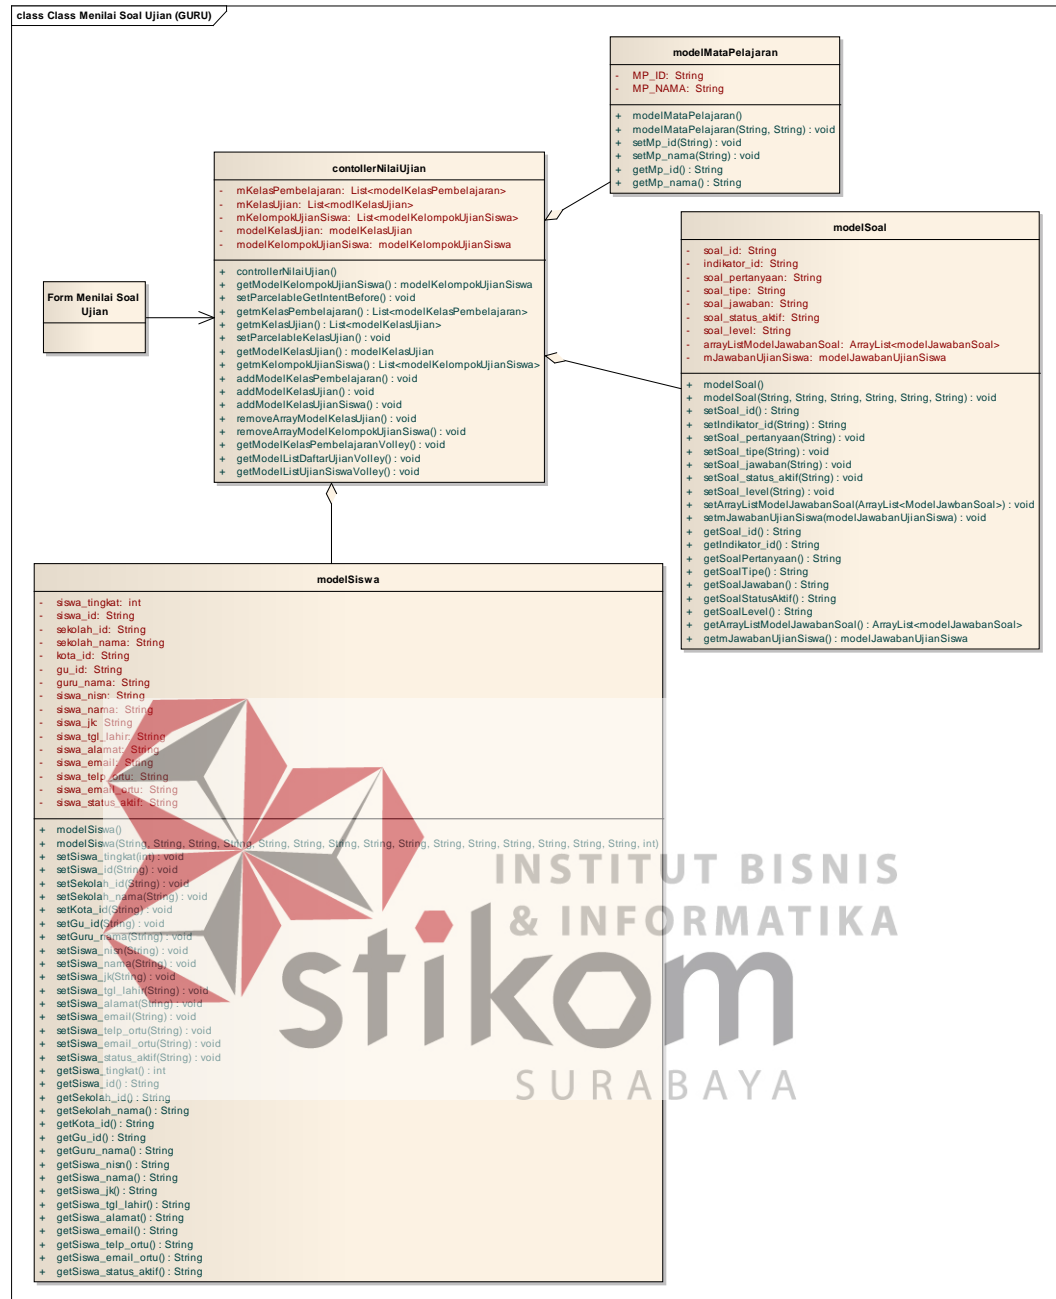 class Class Menilai Soal Ujian (GURU)
modelMataPelajaran
- MP_ID: String
- MP_NAMA: String
+ modelMataPelajaran()
+ modelMataPelajaran(String, String) : void
+ setMp_id(String) : void
+ setMp_nama(String) : void
+ getMp_id() : String
+ getMp_nama() : String
contollerNilaiUjian
- mKelasPembelajaran: List<modelKelasPembelajaran>
- mKelasUjian: List<modlKelasUjian>
- mKelompokUjianSiswa: List<modelKelompokUjianSiswa>
- modelKelasUjian: modelKelasUjian
- modelKelompokUjianSiswa: modelKelompokUjianSiswa
+ controllerNilaiUjian()
+ getModelKelompokUjianSiswa() : modelKelompokUjianSiswa
+ setParcelableGetIntentBefore() : void
+ getmKelasPembelajaran() : List<modelKelasPembelajaran>
+ getmKelasUjian() : List<modelKelasUjian>
+ setParcelableKelasUjian() : void
+ getModelKelasUjian() : modelKelasUjian
+ getmKelompokUjianSiswa() : List<modelKelompokUjianSiswa>
+ addModelKelasPembelajaran() : void
+ addModelKelasUjian() : void
+ addModelKelasUjianSiswa() : void
+ removeArrayModelKelasUjian() : void
+ removeArrayModelKelompokUjianSiswa() : void
+ getModelKelasPembelajaranVolley() : void
+ getModelListDaftarUjianVolley() : void
+ getModelListUjianSiswaVolley() : void
Form Menilai Soal
Ujian
modelSoal
- soal_id: String
- indikator_id: String
- soal_pertanyaan: String
- soal_tipe: String
- soal_jawaban: String
- soal_status_aktif: String
- soal_level: String
- arrayListModelJawabanSoal: ArrayList<modelJawabanSoal>
- mJawabanUjianSiswa: modelJawabanUjianSiswa
+ modelSoal()
+ modelSoal(String, String, String, String, String, String) : void
+ setSoal_id() : String
+ setIndikator_id(String) : String
+ setSoal_pertanyaan(String) : void
+ setSoal_tipe(String) : void
+ setSoal_jawaban(String) : void
+ setSoal_status_aktif(String) : void
+ setSoal_level(String) : void
+ setArrayListModelJawabanSoal(ArrayList<ModelJawbanSoal>) : void
+ setmJawabanUjianSiswa(modelJawabanUjianSiswa) : void
+ getSoal_id() : String
+ getIndikator_id() : String
+ getSoalPertanyaan() : String
+ getSoalTipe() : String
+ getSoalJawaban() : String
+ getSoalStatusAktif() : String
+ getSoalLevel() : String
+ getArrayListModelJawabanSoal() : ArrayList<modelJawabanSoal>
+ getmJawabanUjianSiswa() : modelJawabanUjianSiswa
modelSiswa
- siswa_tingkat: int
- siswa_id: String
- sekolah_id: String
- sekolah_nama: String
- kota_id: String
- gu_id: String
- guru_nama: String
- siswa_nisn: String
- siswa_nama: String
- siswa_jk: String
- siswa_tgl_lahir: String
- siswa_alamat: String
- siswa_email: String
- siswa_telp_ortu: String
- siswa_email_ortu: String
- siswa_status_aktif: String
+ modelSiswa()
+ modelSiswa(String, String, String, String, String, String, String, String, String, String, String, String, String, String, String, int)
+ setSiswa_tingkat(int) : void
+ setSiswa_id(String) : void
+ setSekolah_id(String) : void
+ setSekolah_nama(String) : void
+ setKota_id(String) : void
+ setGu_id(String) : void
+ setGuru_nama(String) : void
+ setSiswa_nisn(String) : void
+ setSiswa_nama(String) : void
+ setSiswa_jk(String) : void
+ setSiswa_tgl_lahir(String) : void
+ setSiswa_alamat(String) : void
+ setSiswa_email(String) : void
+ setSiswa_telp_ortu(String) : void
+ setSiswa_email_ortu(String) : void
+ setSiswa_status_aktif(String) : void
+ getSiswa_tingkat() : int
+ getSiswa_id() : String
+ getSekolah_id() : String
+ getSekolah_nama() : String
+ getKota_id() : String
+ getGu_id() : String
+ getGuru_nama() : String
+ getSiswa_nisn() : String
+ getSiswa_nama() : String
+ getSiswa_jk() : String
+ getSiswa_tgl_lahir() : String
+ getSiswa_alamat() : String
+ getSiswa_email() : String
+ getSiswa_telp_ortu() : String
+ getSiswa_email_ortu() : String
+ getSiswa_status_aktif() : String
INSTITUT BISNIS
& INFORMATIKA
stikom
SURABAYA